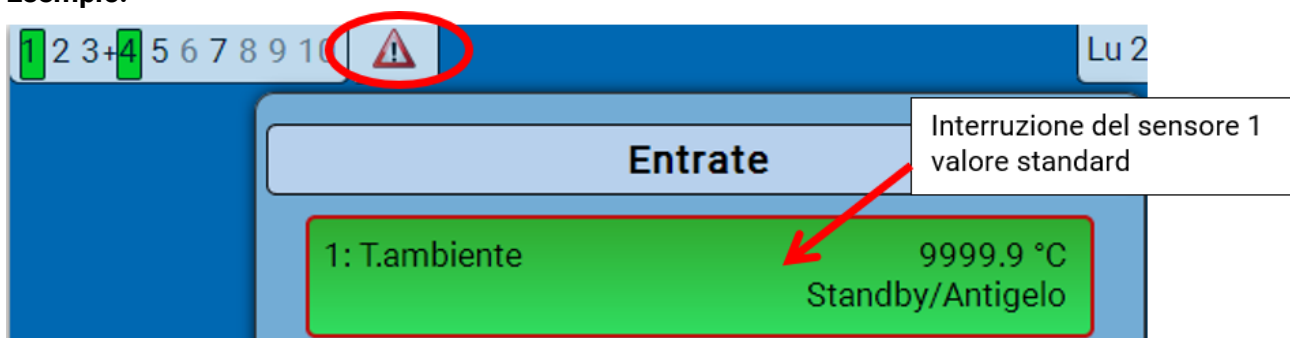 1 2 3+4 5 6 7 8 9 10
Lu 2
Interruzione del sensore 1
valore standard
Entrate
1: T.ambiente 9999.9 °C
Standby/Antigelo